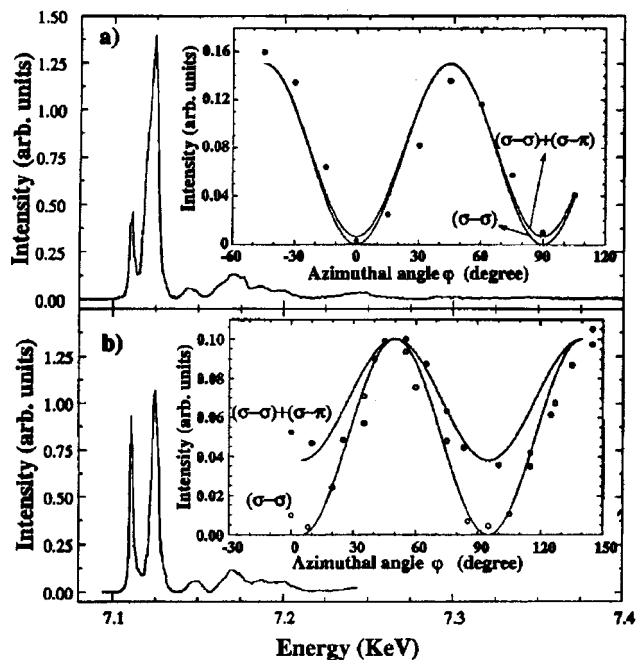 a)
Intensity (arb. units)
1.50
1.25
1.00
0.75
0.50
0.25
0.00
Intensity (arb. units)
0.16
0.12
0.08
0.04
0
(σ−σ)+(σ−π)
(σ−σ)
-60 -30 0 30 60 90 120
Azimuthal angle φ (degree)
b)
Intensity (arb. units)
1.25
1.00
0.75
0.50
0.25
0.00
Intensity (arb. units)
0.10
0.08
0.06
0.04
0.02
0.00
(σ−σ)+(σ−π)
(σ−σ)
-30 0 30 60 90 120 150
Azimuthal angle φ (degree)
7.1 7.2 7.3 7.4
Energy (KeV)